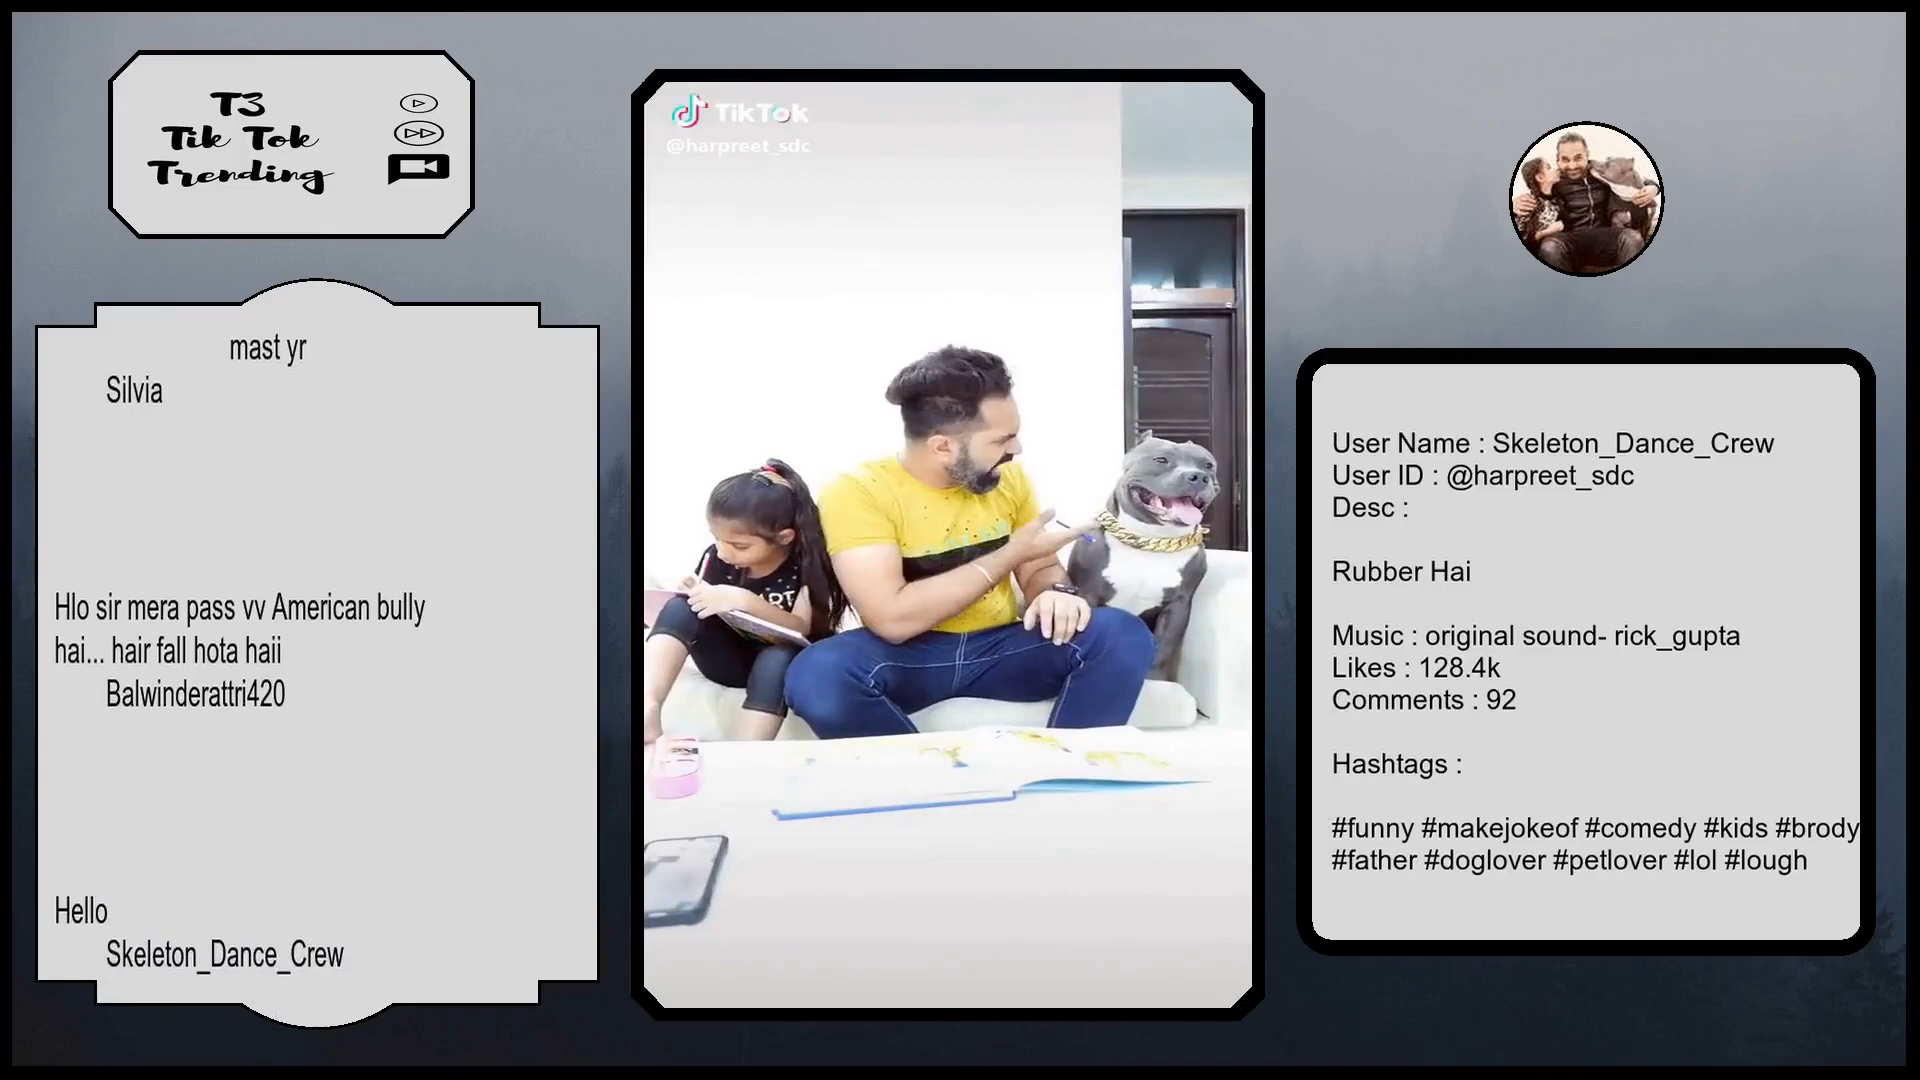 T3
Tik Tok
Trending
mast yr
Silvia
Hlo sir mera pass vv American bully
hai... hair fall hota haii
Balwinderattri420
Hello
Skeleton_Dance_Crew
TikTok
@harpreet_sdc
User Name : Skeleton_Dance_Crew
User ID : @harpreet_sdc
Desc :
Rubber Hai
Music : original sound- rick_gupta
Likes : 128.4k
Comments : 92
Hashtags :
#funny #makejokeof #comedy #kids #brody
#father #doglover #petlover #lol #lough